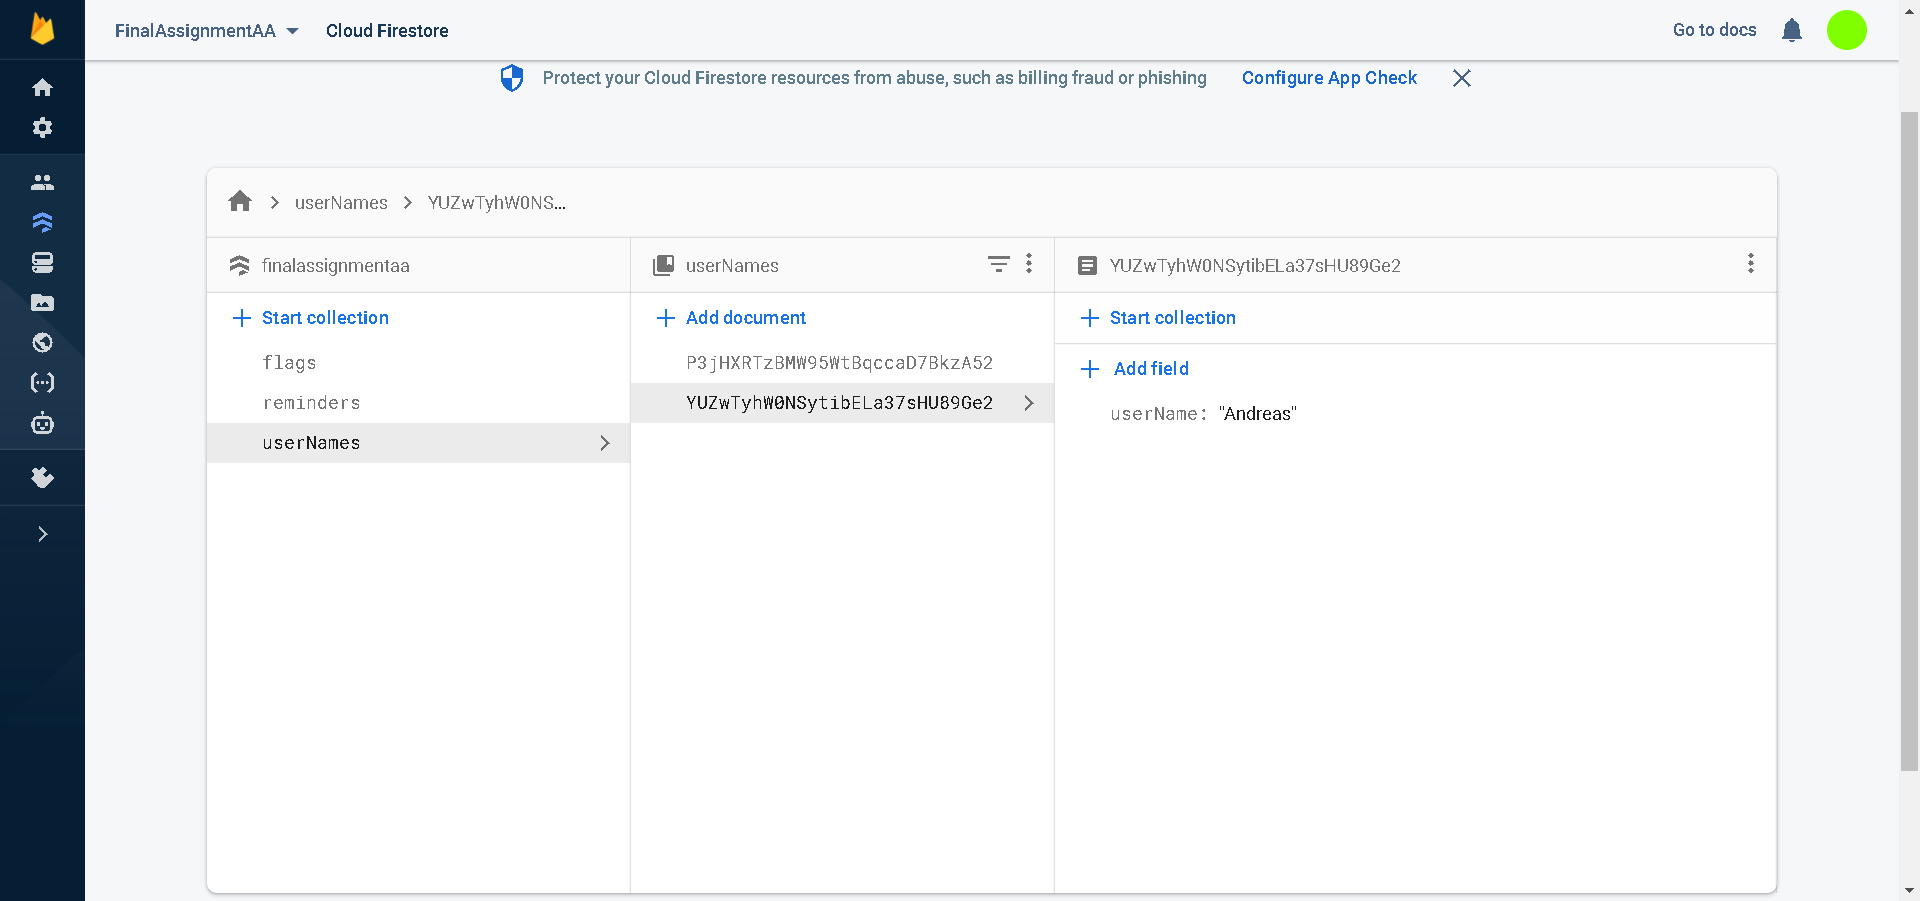 FinalAssignmentAA Cloud Firestore Go to docs
Protect your Cloud Firestore resources from abuse, such as billing fraud or phishing Configure App Check
userNames YUZwTyhW0NS...
finalassignmentaa
Start collection
flags
reminders
userNames
userNames
Add document
P3jHXRTzBMW95WtBqccaD7BkzA52
YUZwTyhW0NSytibELa37sHU89Ge2
YUZwTyhW0NSytibELa37sHU89Ge2
Start collection
Add field
userName: "Andreas"